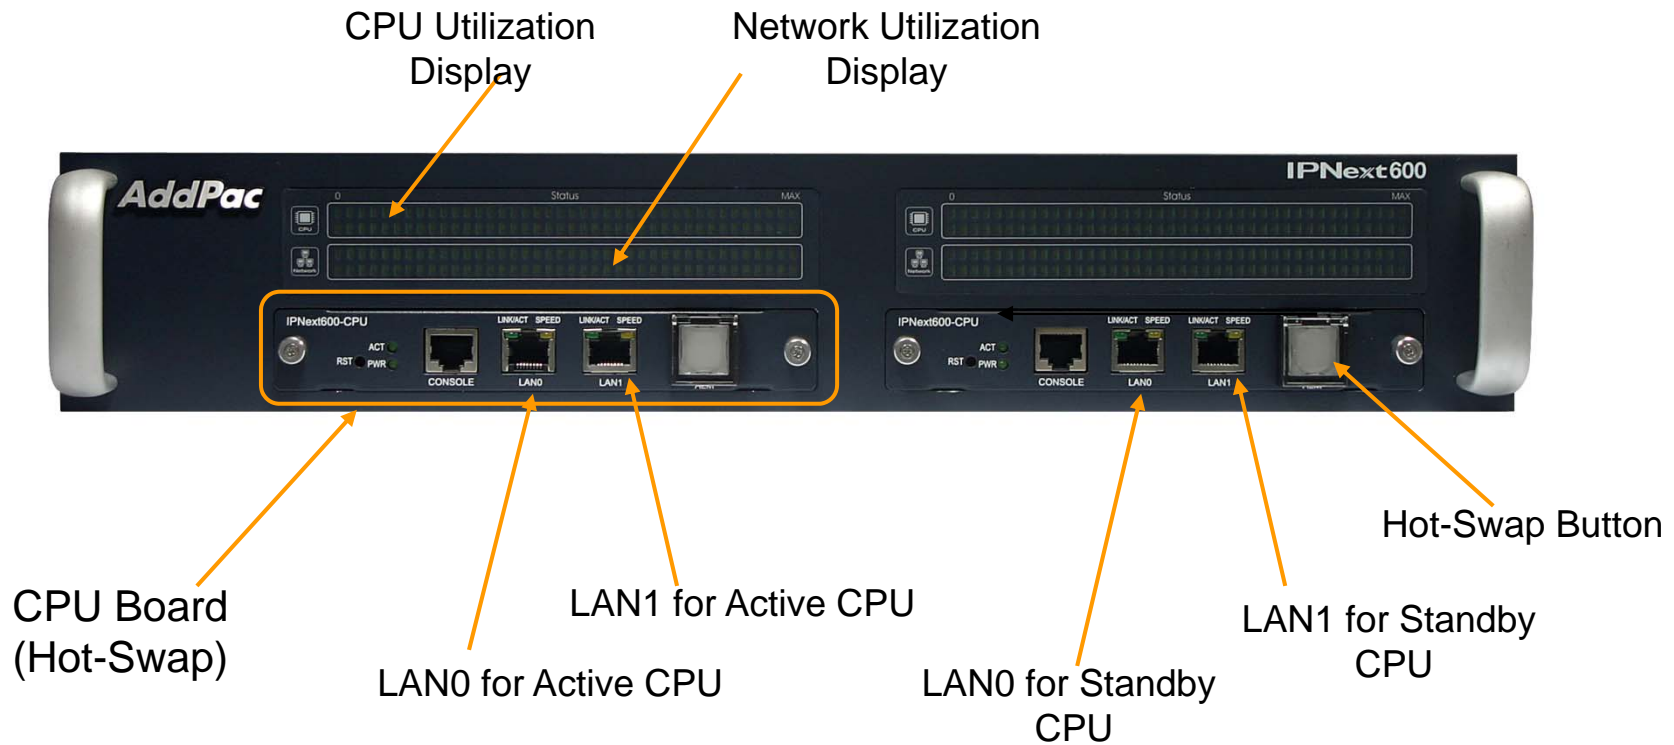 CPU Utilization
Display
Network Utilization
Display
IPNext600
AddPac
0 Status MAX
CPU
Network
0 Status MAX
CPU
Network
IPNext600-CPU
LINK/ACT SPEED LINK/ACT SPEED
ACT
RST PWR
CONSOLE LAN0 LAN1
IPNext600-CPU
LINK/ACT SPEED LINK/ACT SPEED
ACT
RST PWR
CONSOLE LAN0 LAN1
Hot-Swap Button
CPU Board
(Hot-Swap)
LAN1 for Active CPU
LAN1 for Standby
CPU
LAN0 for Active CPU
LAN0 for Standby
CPU